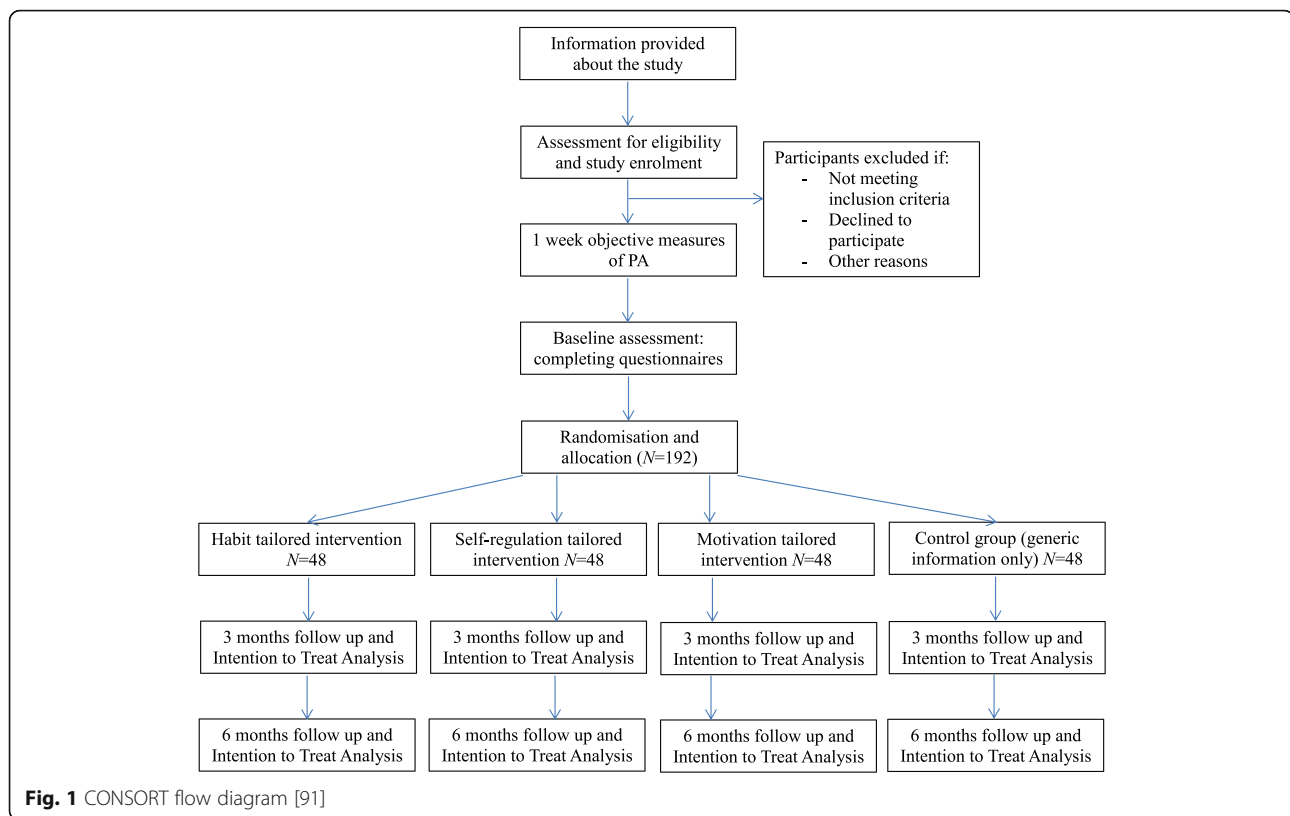 Information provided
about the study
Assessment for eligibility
and study enrolment
Participants excluded if:
- Not meeting
inclusion criteria
- Declined to
participate
- Other reasons
1 week objective measures
of PA
Baseline assessment:
completing questionnaires
Randomisation and
allocation (N=192)
Habit tailored intervention
N=48
Self-regulation tailored
intervention N=48
Motivation tailored
intervention N=48
Control group (generic
information only) N=48
3 months follow up and
Intention to Treat Analysis
3 months follow up and
Intention to Treat Analysis
3 months follow up and
Intention to Treat Analysis
3 months follow up and
Intention to Treat Analysis
6 months follow up and
Intention to Treat Analysis
6 months follow up and
Intention to Treat Analysis
6 months follow up and
Intention to Treat Analysis
6 months follow up and
Intention to Treat Analysis
Fig. 1 CONSORT flow diagram [91]